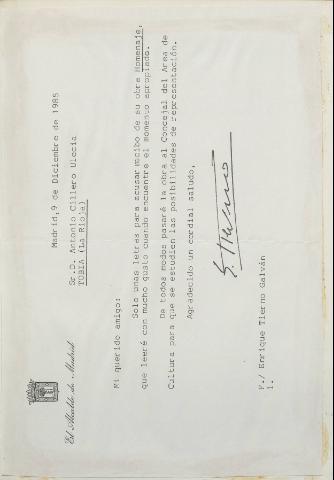 El Alcalde de Madrid
Madrid, 9 de Diciembre de 1985
Sr.D. Antonio Cillero Ulecia
TOBIA (La Rioja)
Mi querido amigo:
Solo unas letras para acusar recibo de su obra Homenaje,
que leeré con mucho gusto cuando encuentre el momento apropiado.
De todos modos pasaré la obra al Concejal del Area de
Cultura para que se estudien las posibilidades de representación.
Agradecido un cordial saludo,
F./ Enrique Tierno Galván
1.